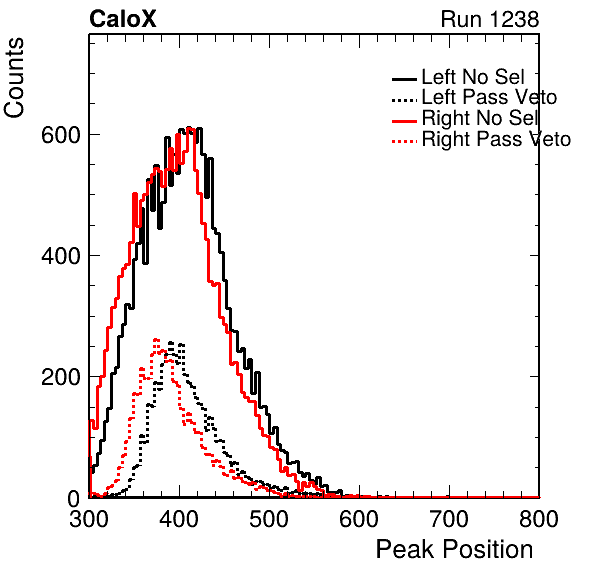 CaloX Run 1238
Counts
Left No Sel
Left Pass Veto
Right No Sel
Right Pass Veto
600
400
200
0
300 400 500 600 700 800
Peak Position